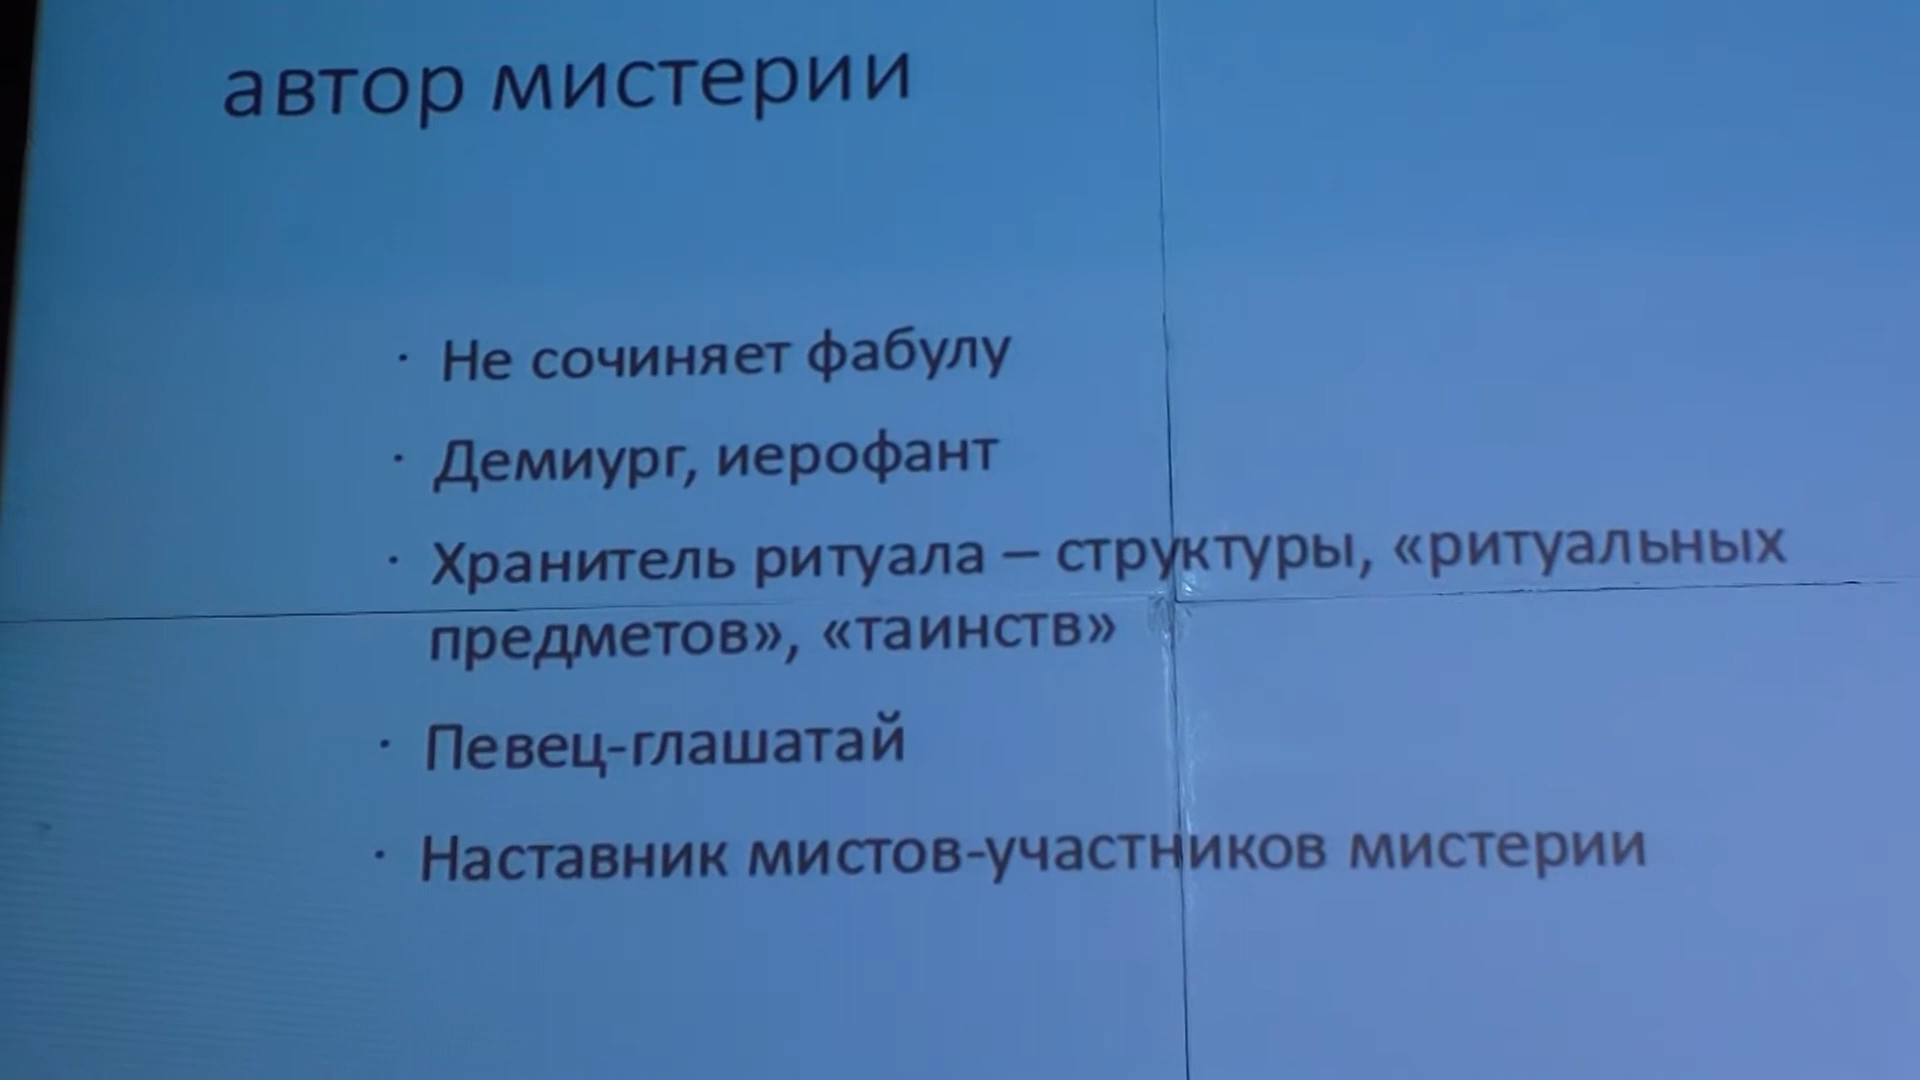 автор мистерии
· Не сочиняет фабулу
· Демиург, иерофант
· Хранитель ритуала – структуры, «ритуальных
предметов», «таинств»
· Певец-глашатай
· Наставник мистов-участников мистерии